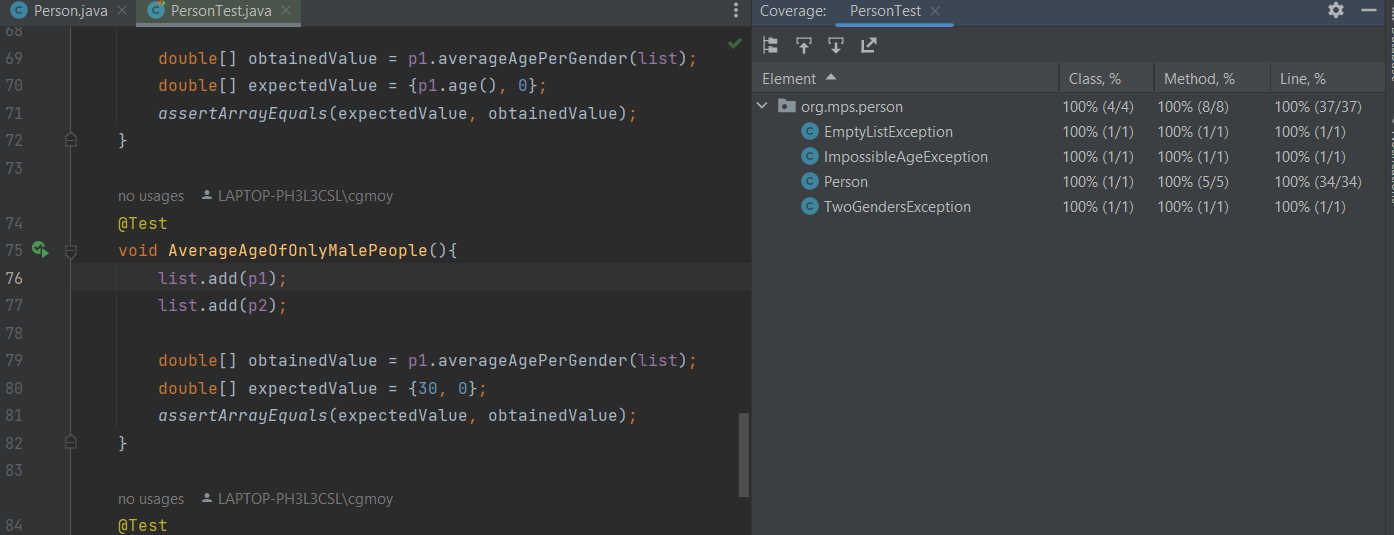 Person.java PersonTest.java
68
69 double[] obtainedValue = p1.averageAgePerGender(list);
70 double[] expectedValue = {p1.age(), 0};
71 assertArrayEquals(expectedValue, obtainedValue);
72 }
73
no usages LAPTOP-PH3L3CSL\cgmoy
74 @Test
75 void AverageAgeOfOnlyMalePeople(){
76 list.add(p1);
77 list.add(p2);
78
79 double[] obtainedValue = p1.averageAgePerGender(list);
80 double[] expectedValue = {30, 0};
81 assertArrayEquals(expectedValue, obtainedValue);
82 }
83
no usages LAPTOP-PH3L3CSL\cgmoy
84 @Test
Coverage: PersonTest
Element Class, % Method, % Line, %
org.mps.person 100% (4/4) 100% (8/8) 100% (37/37)
EmptyListException 100% (1/1) 100% (1/1) 100% (1/1)
ImpossibleAgeException 100% (1/1) 100% (1/1) 100% (1/1)
Person 100% (1/1) 100% (5/5) 100% (34/34)
TwoGendersException 100% (1/1) 100% (1/1) 100% (1/1)